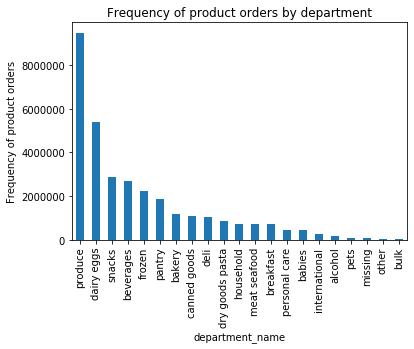 Frequency of product orders by department
Frequency of product orders
8000000
6000000
4000000
2000000
0
produce
dairy eggs
snacks
beverages
frozen
pantry
bakery
canned goods
deli
dry goods pasta
household
meat seafood
breakfast
personal care
babies
international
alcohol
pets
missing
other
bulk
department_name